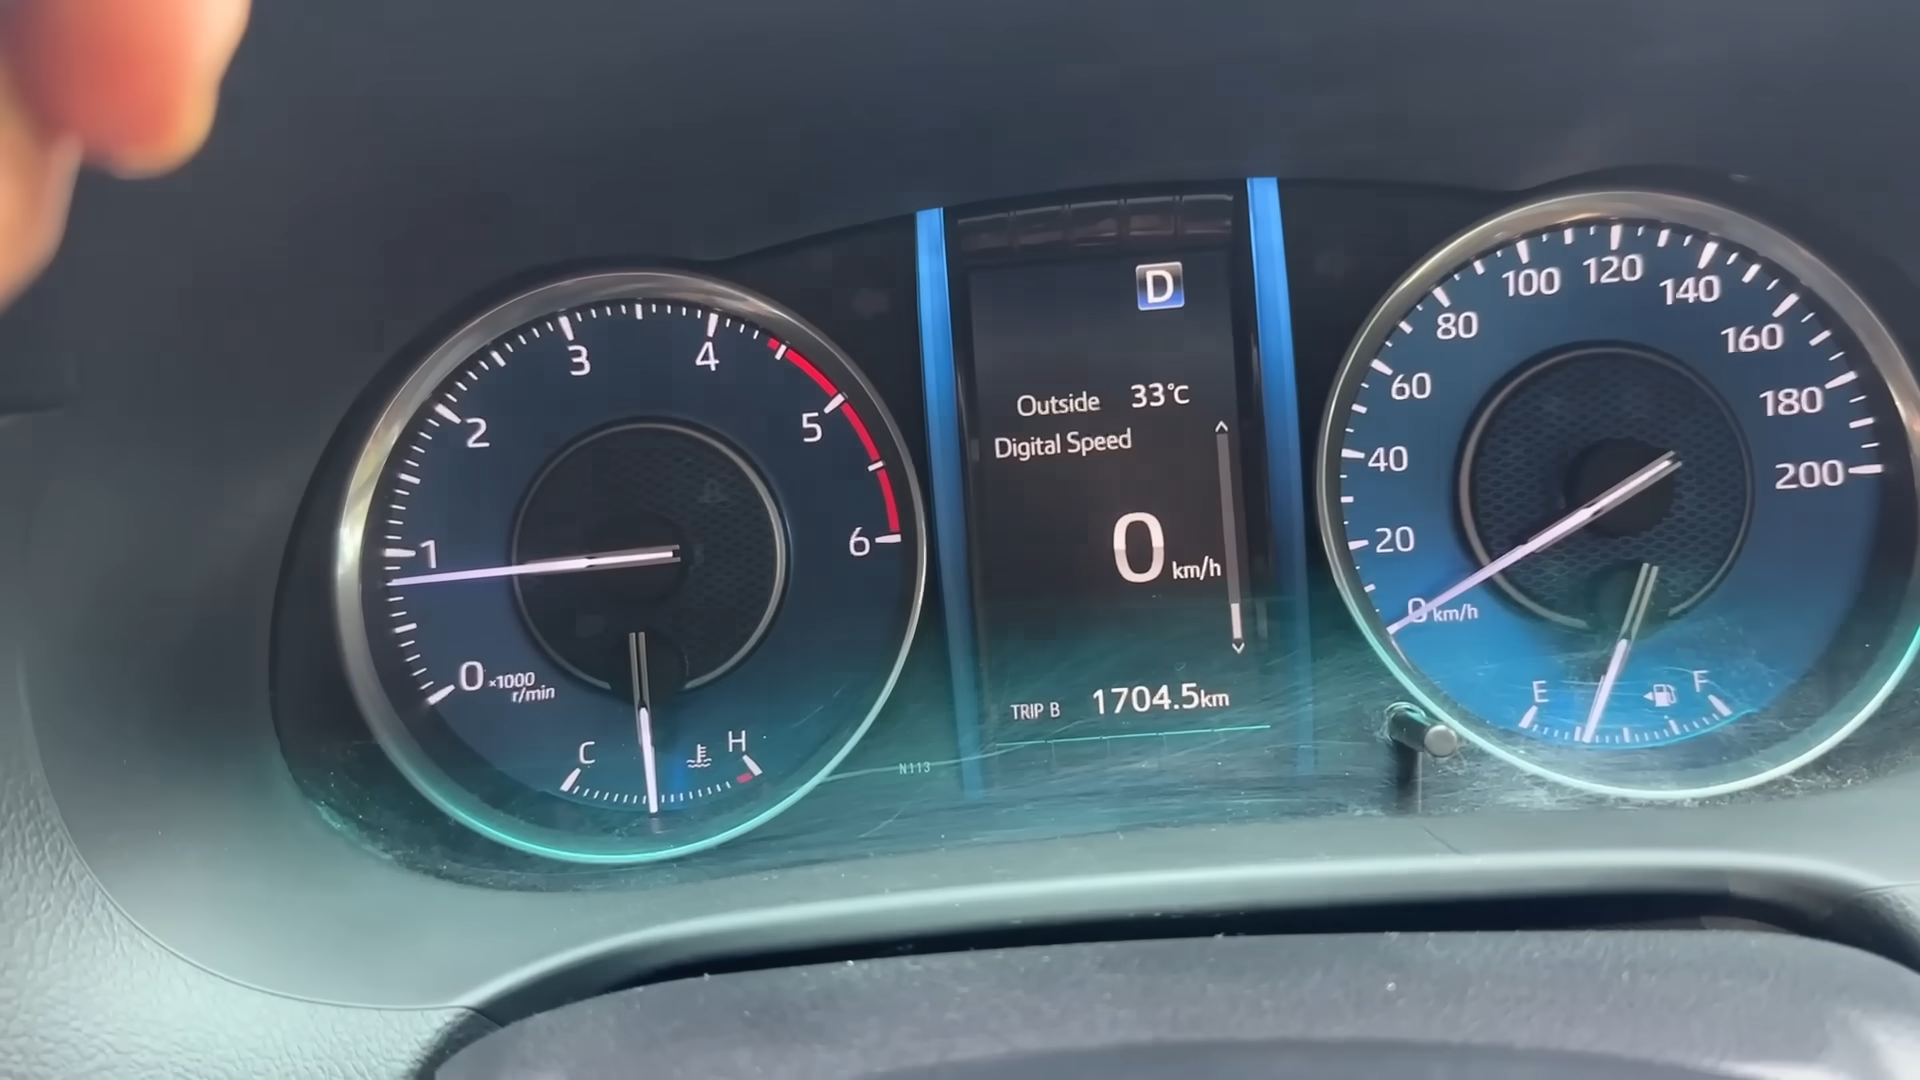 0
1
2
3
4
5
6
×1000
r/min
C
H
D
Outside 33℃
Digital Speed
0 km/h
TRIP B 1704.5km
N113
0 km/h
20
40
60
80
100
120
140
160
180
200
E
F